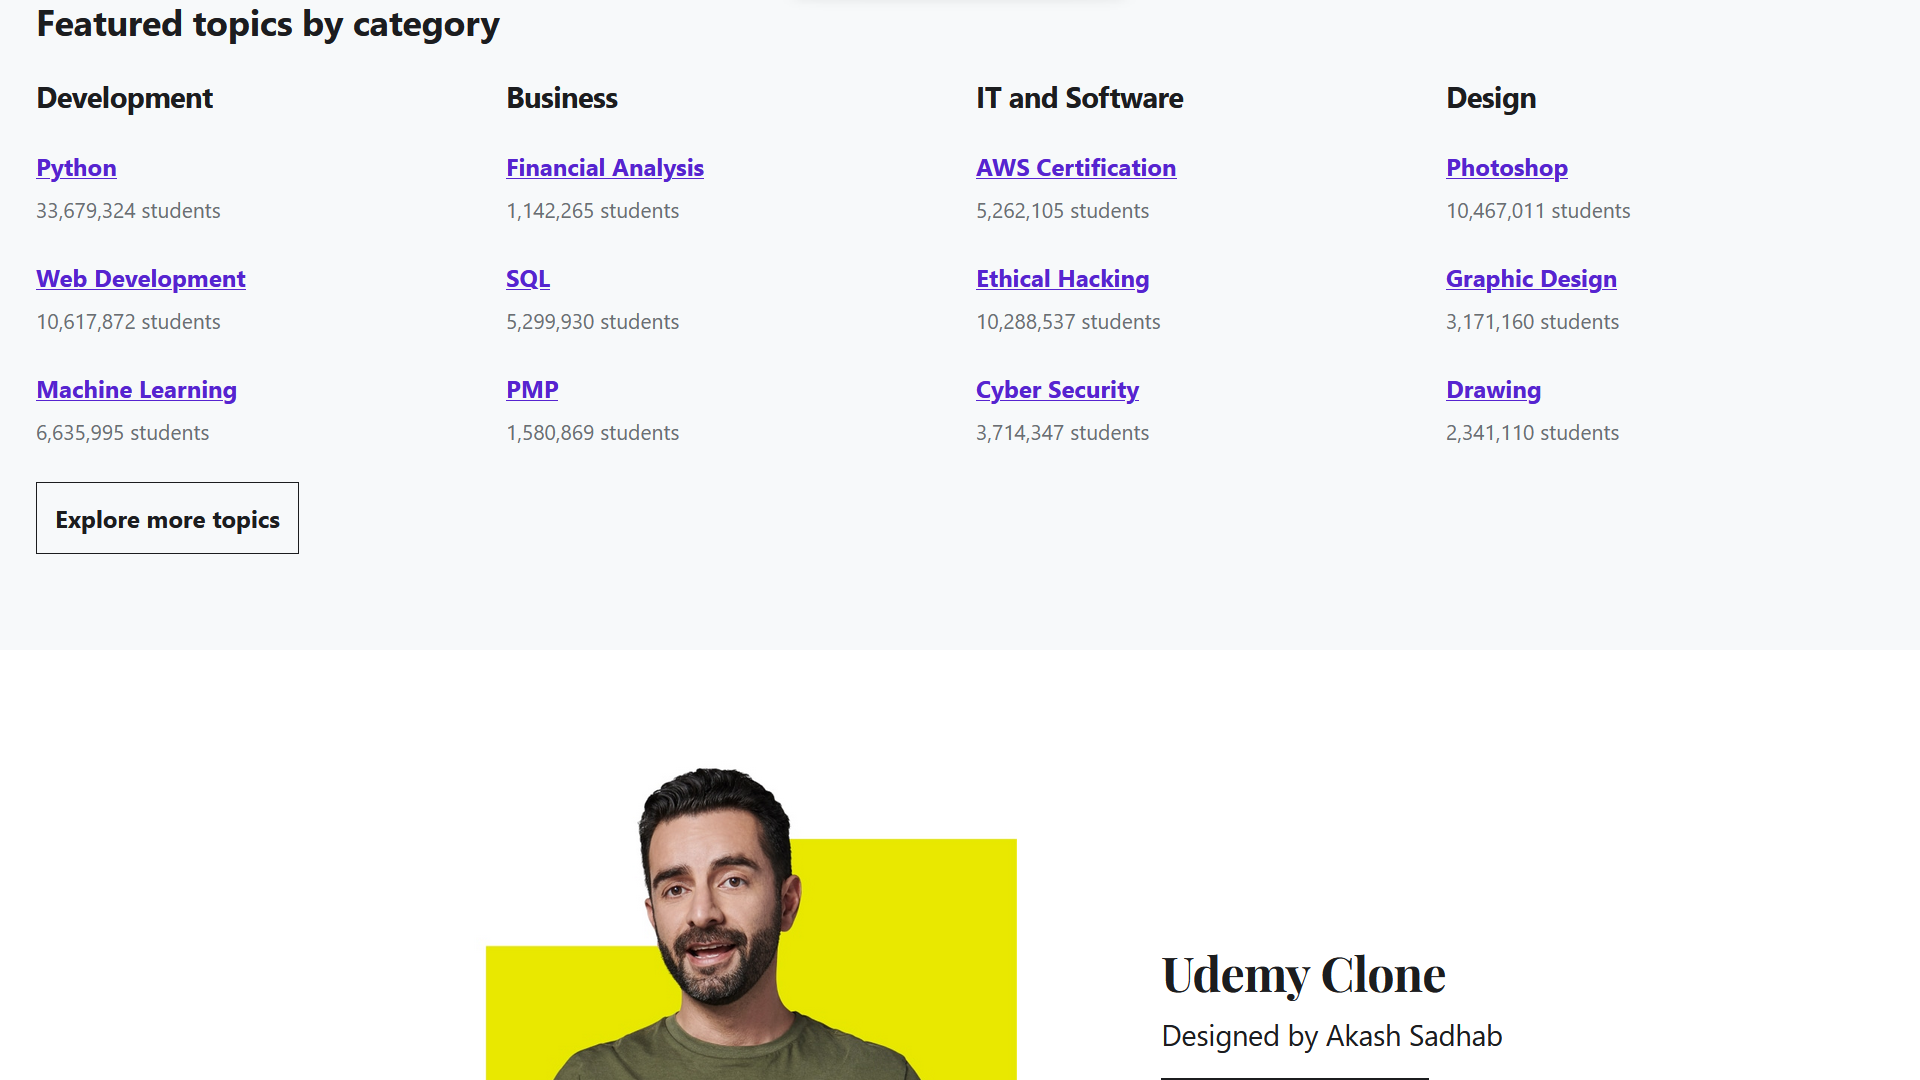 Featured topics by category
Development
Python
33,679,324 students
Web Development
10,617,872 students
Machine Learning
6,635,995 students
Business
Financial Analysis
1,142,265 students
SQL
5,299,930 students
PMP
1,580,869 students
IT and Software
AWS Certification
5,262,105 students
Ethical Hacking
10,288,537 students
Cyber Security
3,714,347 students
Design
Photoshop
10,467,011 students
Graphic Design
3,171,160 students
Drawing
2,341,110 students
Explore more topics
Udemy Clone
Designed by Akash Sadhab